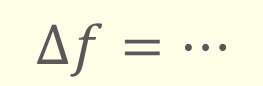 Δf = ⋯